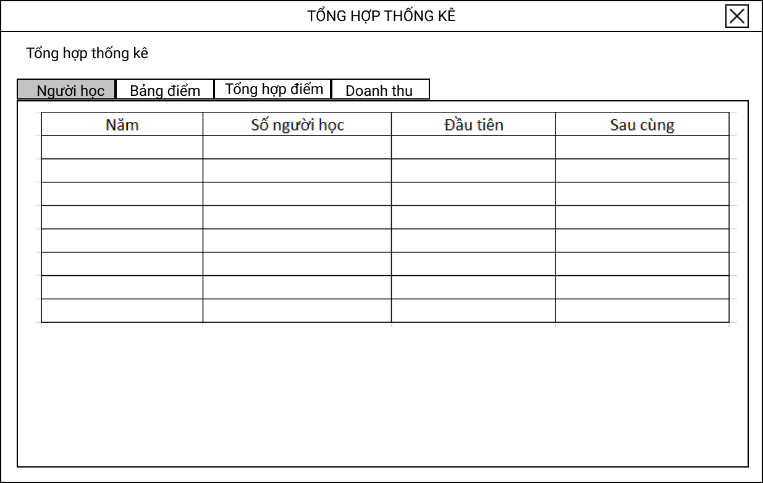 TỔNG HỢP THỐNG KÊ
Tổng hợp thống kê
Người học Bảng điểm Tổng hợp điểm Doanh thu
Năm Số người học Đầu tiên Sau cùng